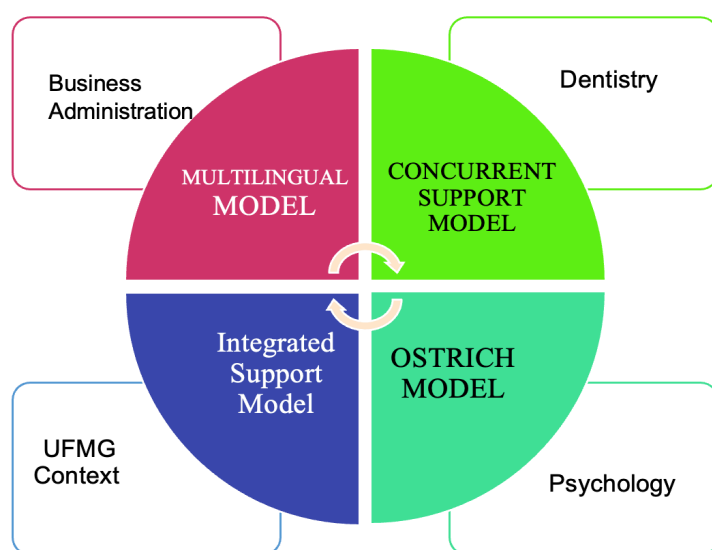 Business
Administration
Dentistry
MULTILINGUAL
MODEL
CONCURRENT
SUPPORT
MODEL
Integrated
Support
Model
OSTRICH
MODEL
UFMG
Context
Psychology